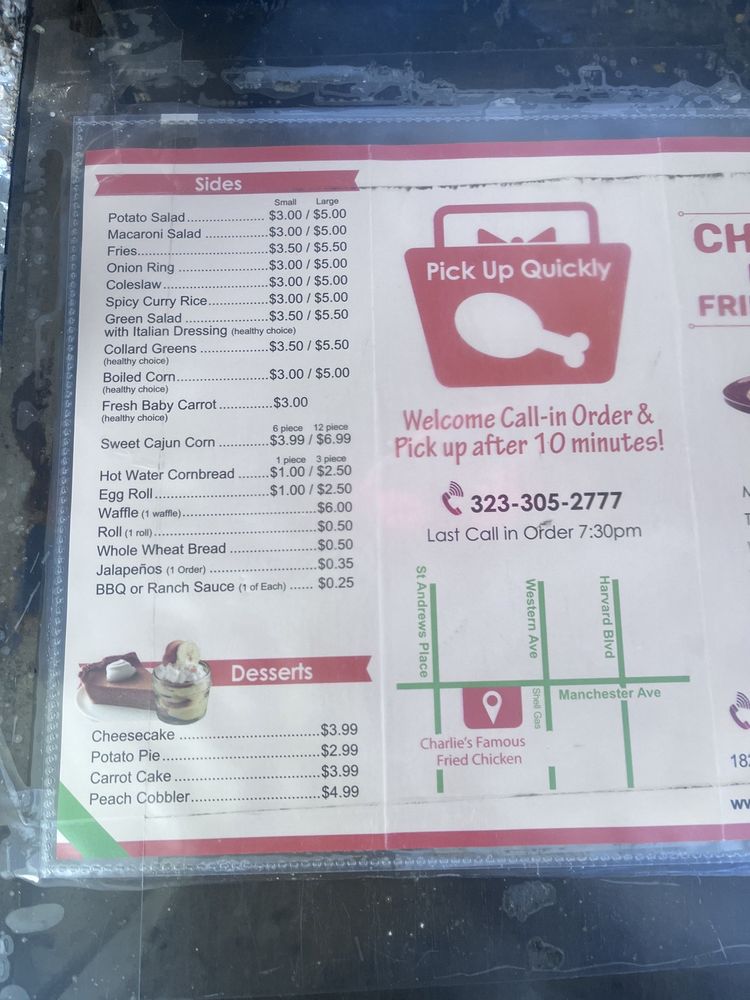 Sides
Small Large
Potato Salad..................... $3.00 / $5.00
Macaroni Salad .................$3.00 / $5.00
Fries...................................$3.50 / $5.50
Onion Ring ........................$3.00 / $5.00
Coleslaw............................$3.00 / $5.00
Spicy Curry Rice.................$3.00 / $5.00
Green Salad ......................$3.50 / $5.50
with Italian Dressing (healthy choice)
Collard Greens ..................$3.50 / $5.50
(healthy choice)
Boiled Corn........................$3.00 / $5.00
(healthy choice)
Fresh Baby Carrot..............$3.00
(healthy choice)
6 piece 12 piece
Sweet Cajun Corn .............$3.99 / $6.99
1 piece 3 piece
Hot Water Cornbread ........$1.00 / $2.50
Egg Roll..............................$1.00 / $2.50
Waffle (1 waffle)...................................$6.00
Roll (1 roll)..........................................$0.50
Whole Wheat Bread ......................$0.50
Jalapeños (1 Order) ............................$0.35
BBQ or Ranch Sauce (1 of Each) ...... $0.25
Desserts
Cheesecake ...................................$3.99
Potato Pie........................................$2.99
Carrot Cake ....................................$3.99
Peach Cobbler.................................$4.99
Pick Up Quickly
Welcome Call-in Order &
Pick up after 10 minutes!
323-305-2777
Last Call in Order 7:30pm
St Andrews Place
Western Ave
Harvard Blvd
Shell Gas
Manchester Ave
Charlie's Famous
Fried Chicken
CH
FRI
182